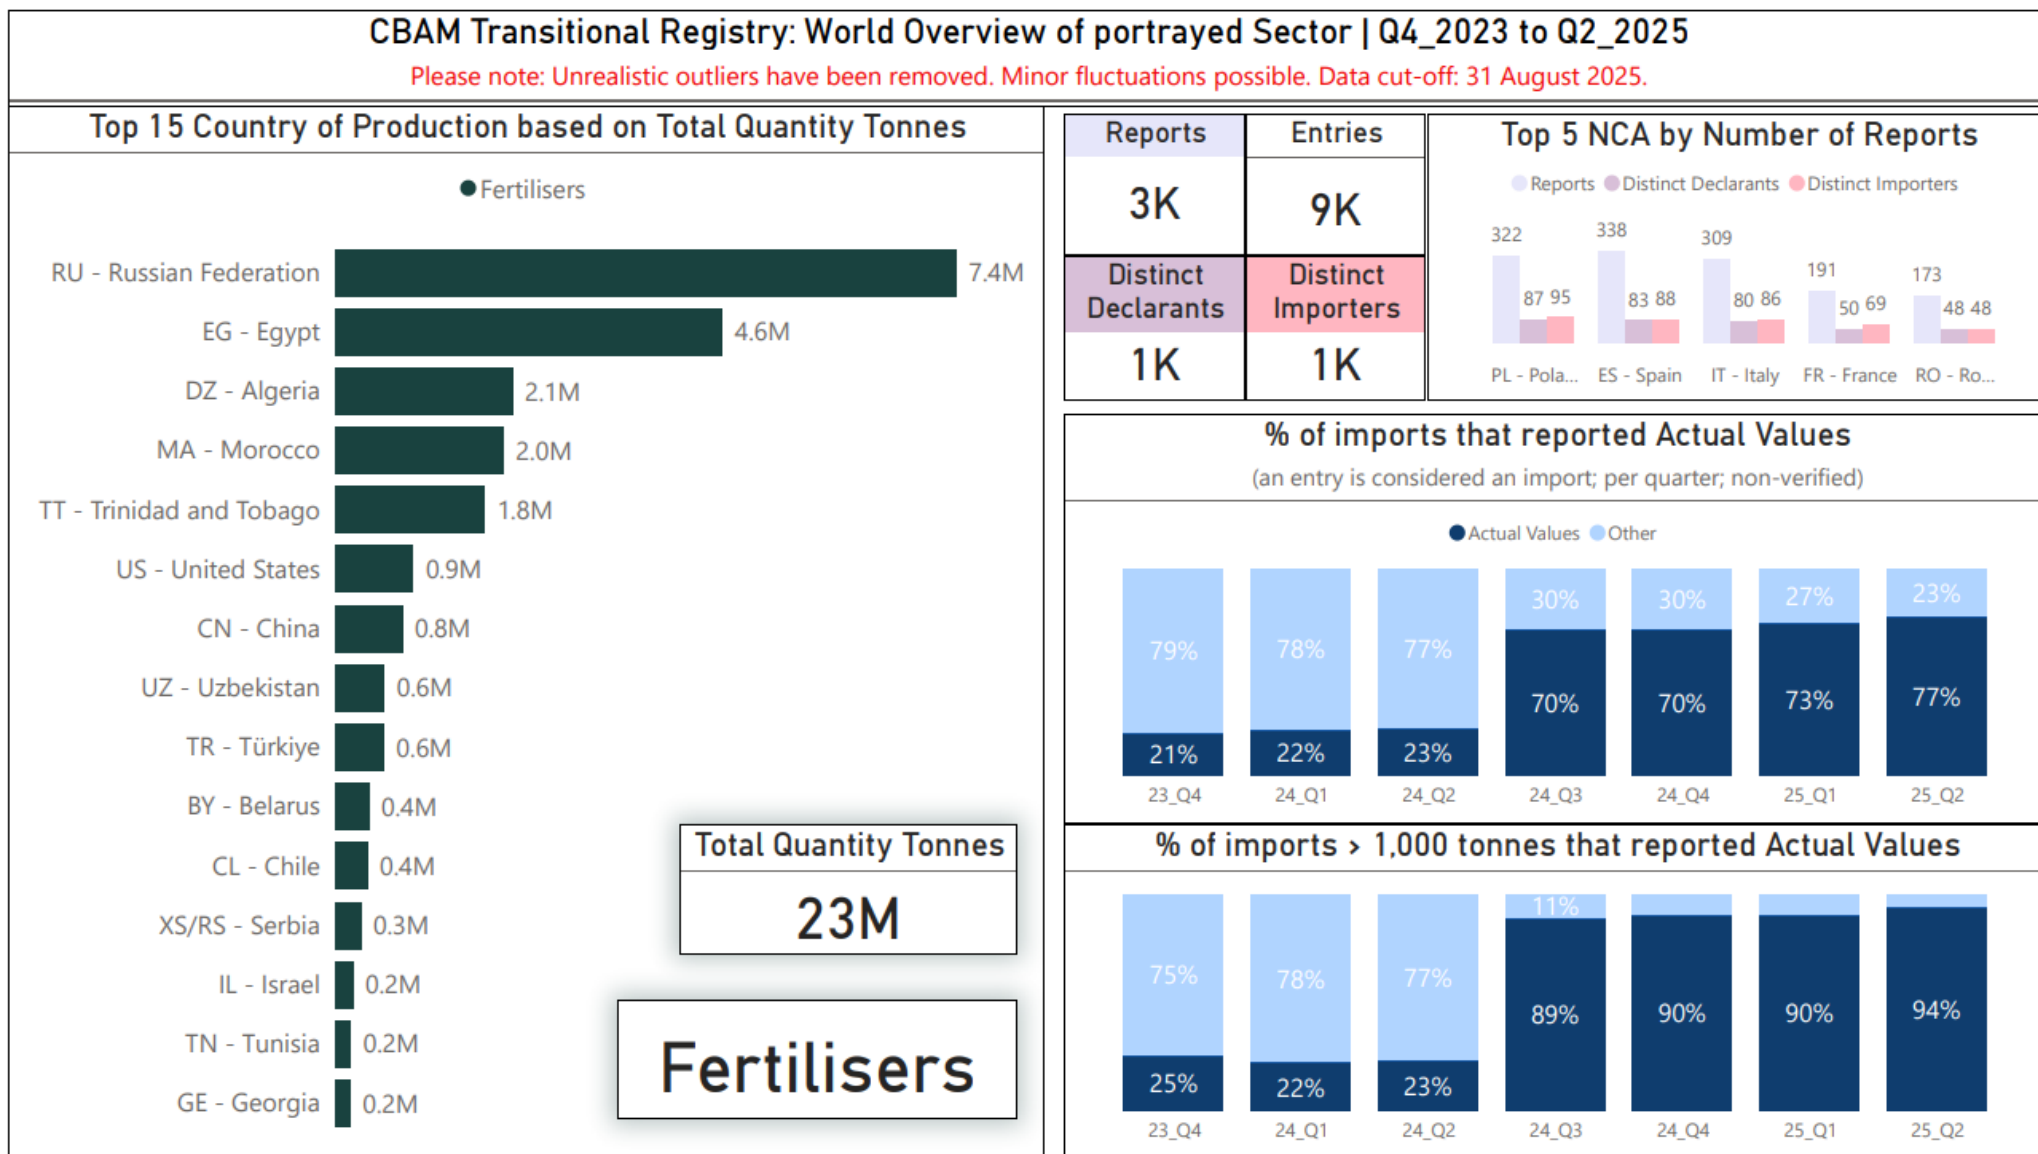 CBAM Transitional Registry: World Overview of portrayed Sector | Q4_2023 to Q2_2025
Please note: Unrealistic outliers have been removed. Minor fluctuations possible. Data cut-off: 31 August 2025.
Top 15 Country of Production based on Total Quantity Tonnes
Fertilisers
RU - Russian Federation 7.4M
EG - Egypt 4.6M
DZ - Algeria 2.1M
MA - Morocco 2.0M
TT - Trinidad and Tobago 1.8M
US - United States 0.9M
CN - China 0.8M
UZ - Uzbekistan 0.6M
TR - Türkiye 0.6M
BY - Belarus 0.4M
CL - Chile 0.4M
XS/RS - Serbia 0.3M
IL - Israel 0.2M
TN - Tunisia 0.2M
GE - Georgia 0.2M
Total Quantity Tonnes
23M
Fertilisers
Reports Entries
3K 9K
Distinct Distinct
Declarants Importers
1K 1K
Top 5 NCA by Number of Reports
Reports Distinct Declarants Distinct Importers
322 87 95 338 83 88 309 80 86 191 50 69 173 48 48
PL - Pola... ES - Spain IT - Italy FR - France RO - Ro...
% of imports that reported Actual Values
(an entry is considered an import; per quarter; non-verified)
Actual Values Other
79% 78% 77% 30% 30% 27% 23%
21% 22% 23% 70% 70% 73% 77%
23_Q4 24_Q1 24_Q2 24_Q3 24_Q4 25_Q1 25_Q2
% of imports > 1,000 tonnes that reported Actual Values
75% 78% 77% 11%
25% 22% 23% 89% 90% 90% 94%
23_Q4 24_Q1 24_Q2 24_Q3 24_Q4 25_Q1 25_Q2